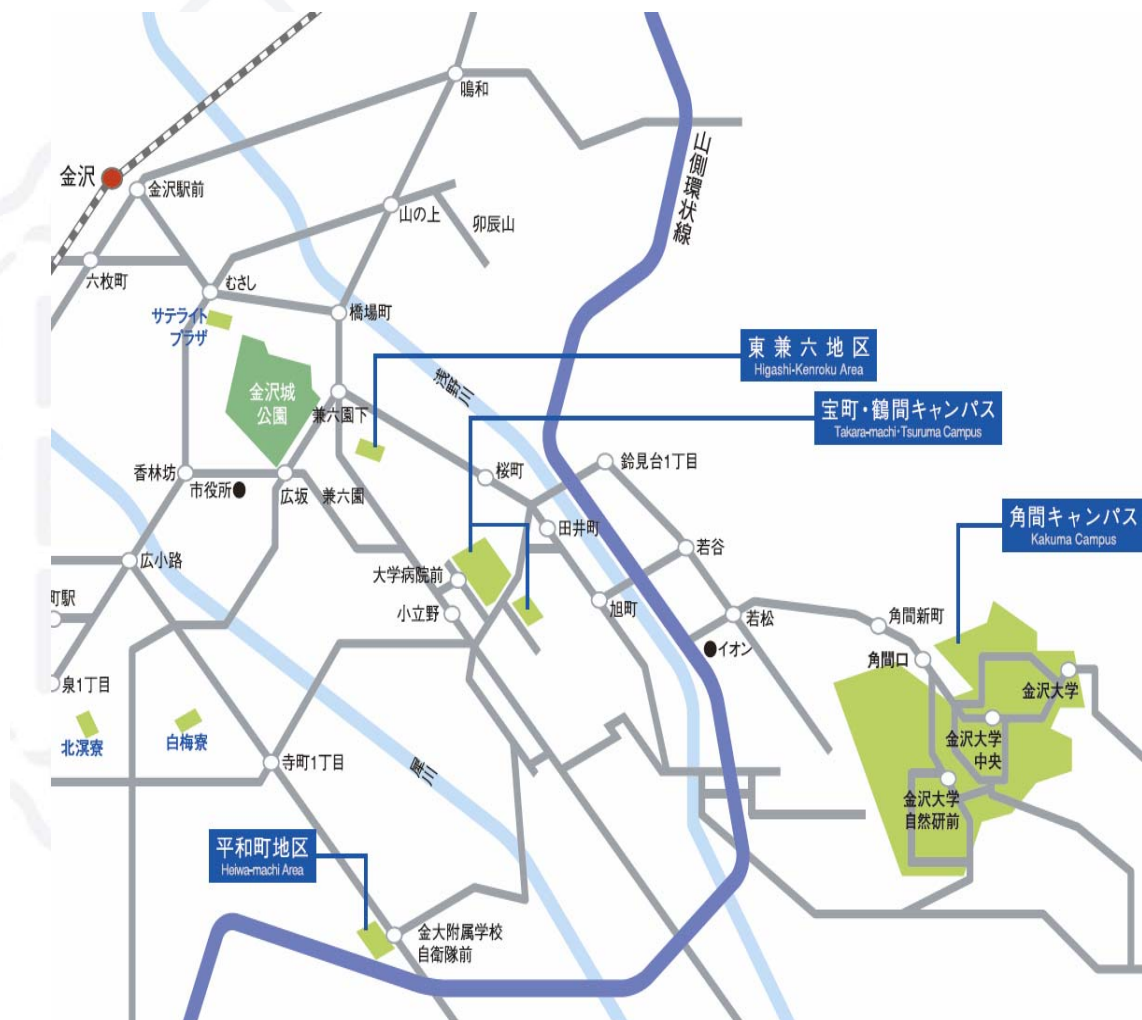 鳴和
山側環状線
金沢
金沢駅前
山の上
卯辰山
六枚町
むさし
サテライト
プラザ
橋場町
東兼六地区
Higashi-Kenroku Area
浅野川
金沢城
公園
兼六園下
宝町・鶴間キャンパス
Takara-machi・Tsuruma Campus
香林坊
市役所
広坂
兼六園
桜町
鈴見台1丁目
角間キャンパス
Kakuma Campus
田井町
若谷
広小路
大学病院前
町駅
小立野
旭町
若松
角間新町
イオン
角間口
泉1丁目
金沢大学
北溟寮
白梅寮
寺町1丁目
犀川
金沢大学
中央
金沢大学
自然研前
平和町地区
Heiwa-machi Area
金大附属学校
自衛隊前